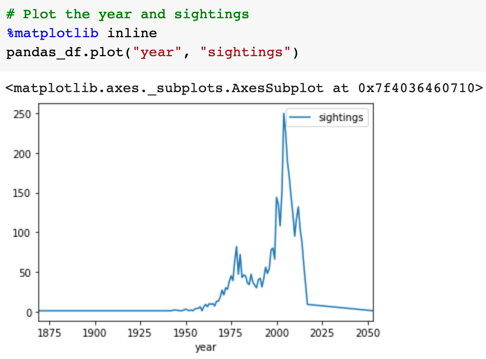 # Plot the year and sightings
%matplotlib inline
pandas_df.plot("year", "sightings")
<matplotlib.axes._subplots.AxesSubplot at 0x7f4036460710>
sightings
250
200
150
100
50
0
1875 1900 1925 1950 1975 2000 2025 2050
year